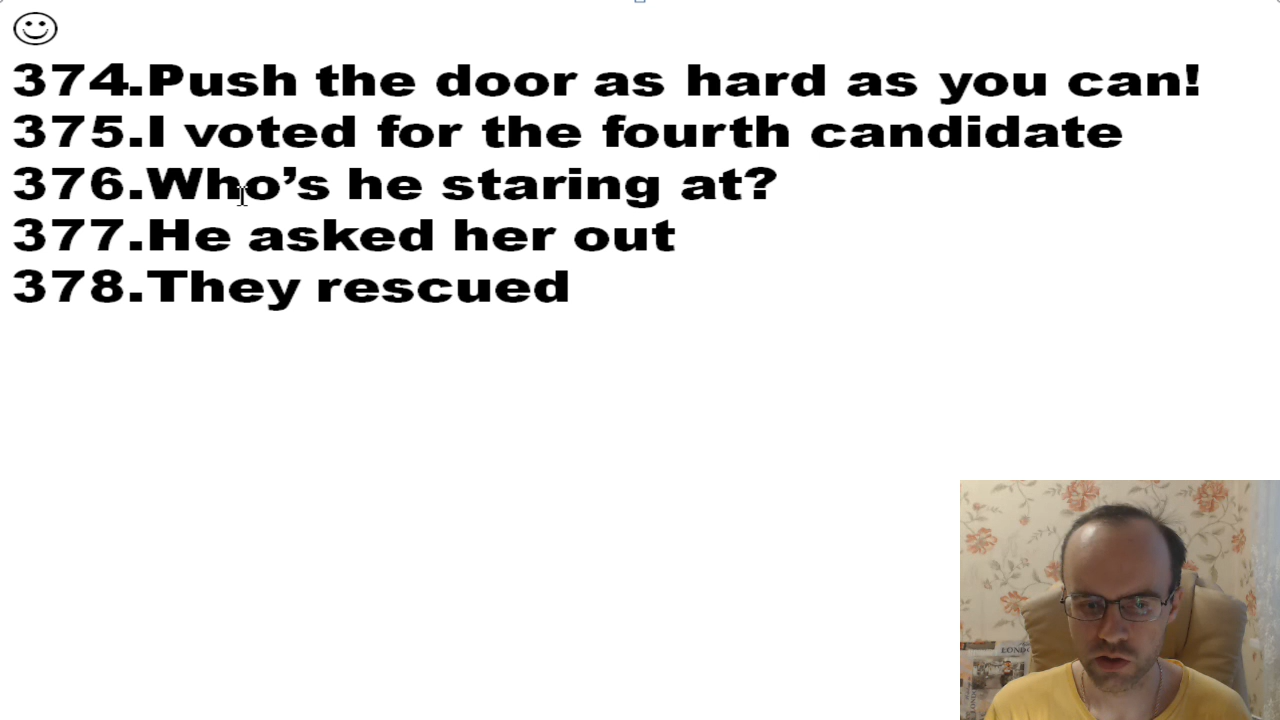 374.Push the door as hard as you can!
375.I voted for the fourth candidate
376.Who’s he staring at?
377.He asked her out
378.They rescued
LONDO